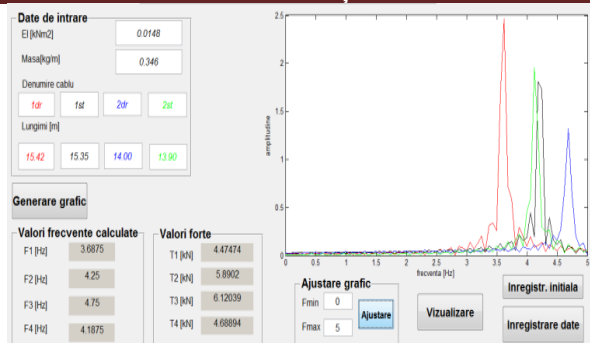 Date de intrare
EI [kNm2] 0.0148
Masa[kg/m] 0.346
Denumire cablu
1dr 1st 2dr 2st
Lungimi [m]
15.42 15.35 14.00 13.90
Generare grafic
Valori frecvente calculate
F1 [Hz] 3.6875
F2 [Hz] 4.25
F3 [Hz] 4.75
F4 [Hz] 4.1875
Valori forte
T1 [kN] 4.47474
T2 [kN] 5.8902
T3 [kN] 6.12039
T4 [kN] 4.68894
amplitudine
2.5
2
1.5
1
0.5
0
0 0.5 1 1.5 2 2.5 3 3.5 4 4.5 5
frecventa [Hz]
Ajustare grafic
Fmin 0
Fmax 5
Ajustare
Vizualizare
Inregistr. initiala
Inregistrare date